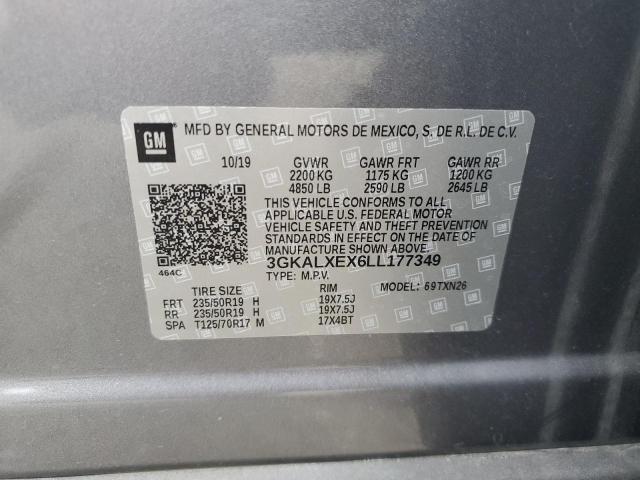 GM
MFD BY GENERAL MOTORS DE MEXICO, S. DE R.L. DE C.V.
10/19 GVWR GAWR FRT GAWR RR
2200 KG 1175 KG 1200 KG
4850 LB 2590 LB 2645 LB
THIS VEHICLE CONFORMS TO ALL
APPLICABLE U.S. FEDERAL MOTOR
VEHICLE SAFETY AND THEFT PREVENTION
STANDARDS IN EFFECT ON THE DATE OF
MANUFACTURE SHOWN ABOVE.
3GKALXEX6LL177349
464C
TYPE: M.P.V. MODEL: 69TXN26
TIRE SIZE RIM
FRT 235/50R19 H 19X7.5J
RR 235/50R19 H 19X7.5J
SPA T125/70R17 M 17X4BT